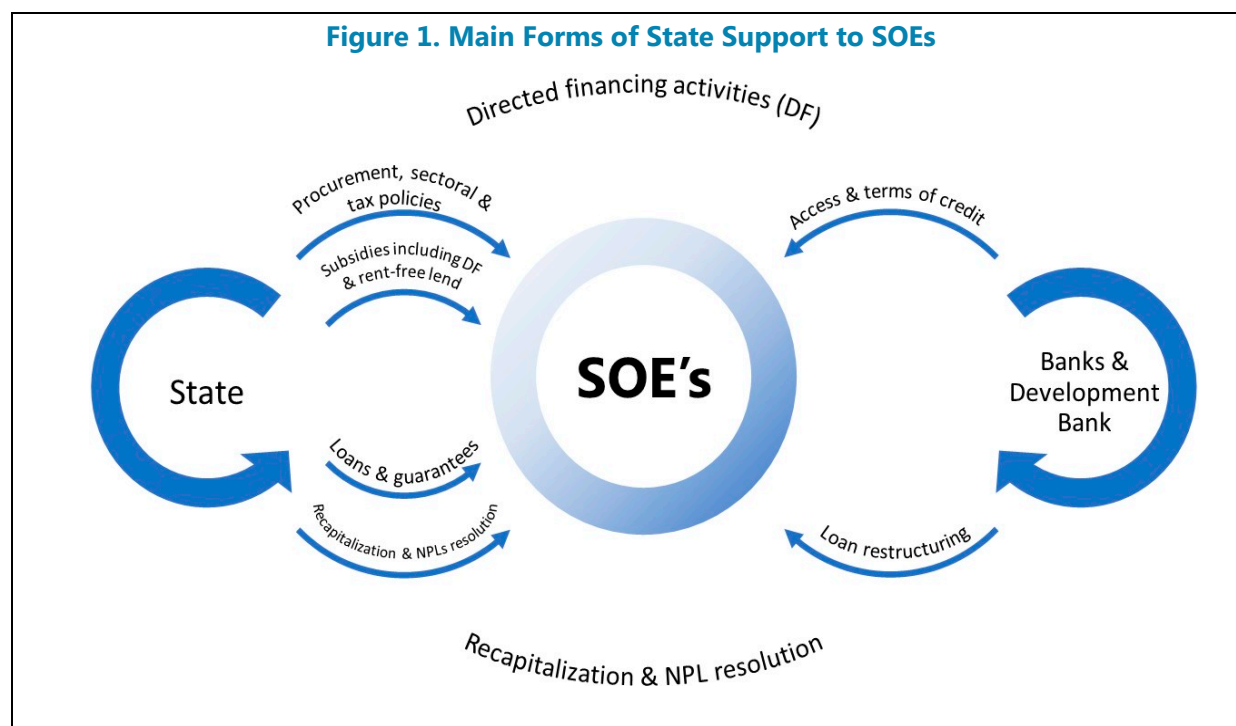 Figure 1. Main Forms of State Support to SOEs
Directed financing activities (DF)
Procurement, sectoral &
tax policies
Subsidies including DF
& rent-free lend
Access & terms of credit
State
SOE’s
Banks &
Development
Bank
Loans & guarantees
Recapitalization & NPLs resolution
Loan restructuring
Recapitalization & NPL resolution